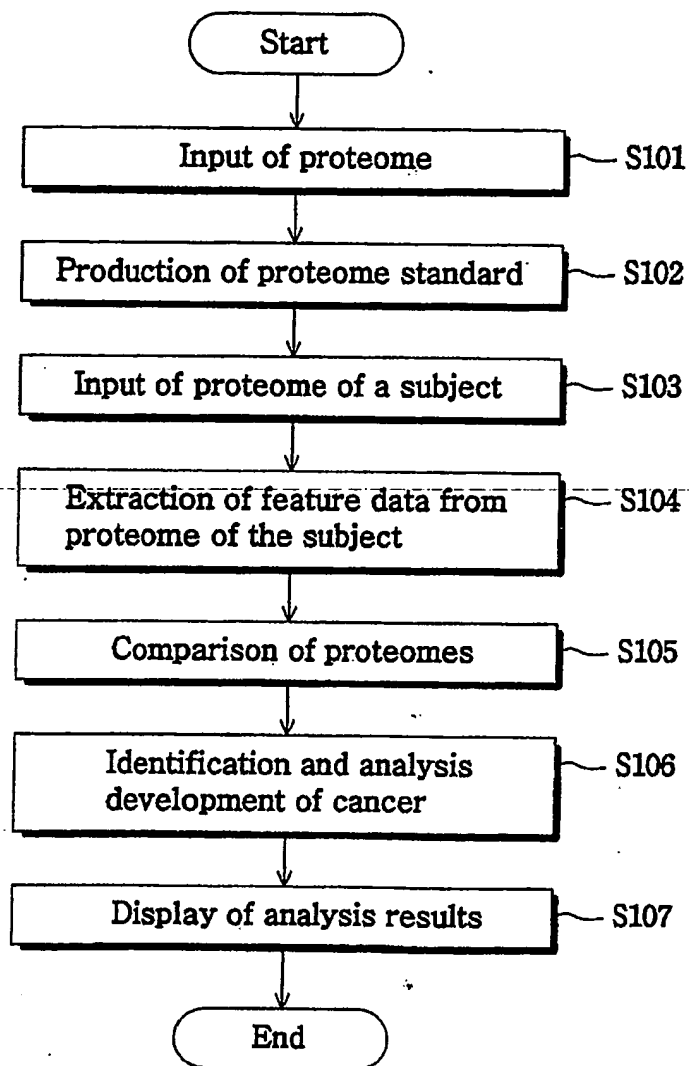 Start
Input of proteome
S101
Production of proteome standard
S102
Input of proteome of a subject
S103
Extraction of feature data from
proteome of the subject
S104
Comparison of proteomes
S105
Identification and analysis
development of cancer
S106
Display of analysis results
S107
End